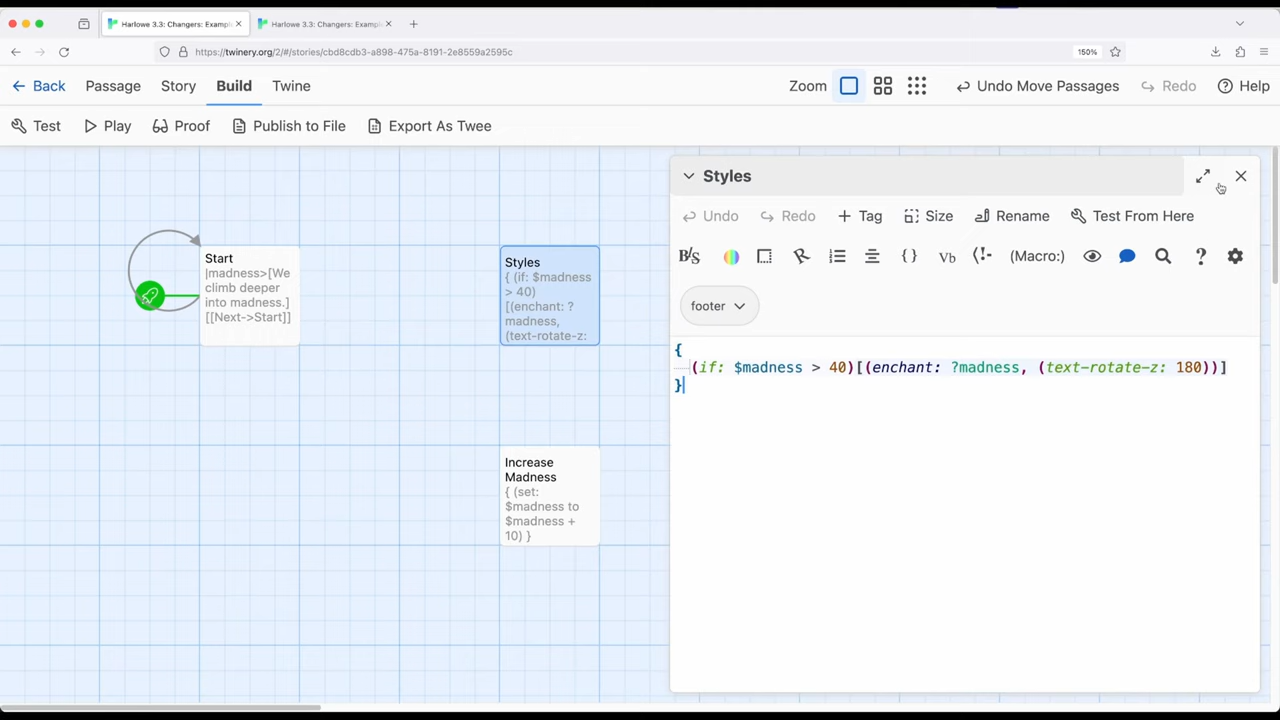 Harlowe 3.3: Changers: Example
Harlowe 3.3: Changers: Example
https://twinery.org/2/#/stories/cbd8cdb3-a898-475a-8191-2e8559a2595c
150%
Back
Passage
Story
Build
Twine
Zoom
Undo Move Passages
Redo
Help
Test
Play
Proof
Publish to File
Export As Twee
Start
|madness>[We
climb deeper
into madness.]
[[Next->Start]]
Styles
{ (if: $madness
> 40)
[(enchant: ?
madness,
(text-rotate-z:
Increase
Madness
{ (set:
$madness to
$madness +
10) }
Styles
Undo
Redo
Tag
Size
Rename
Test From Here
B/S
Vb
(Macro:)
footer
{
(if: $madness > 40)[(enchant: ?madness, (text-rotate-z: 180))]
}